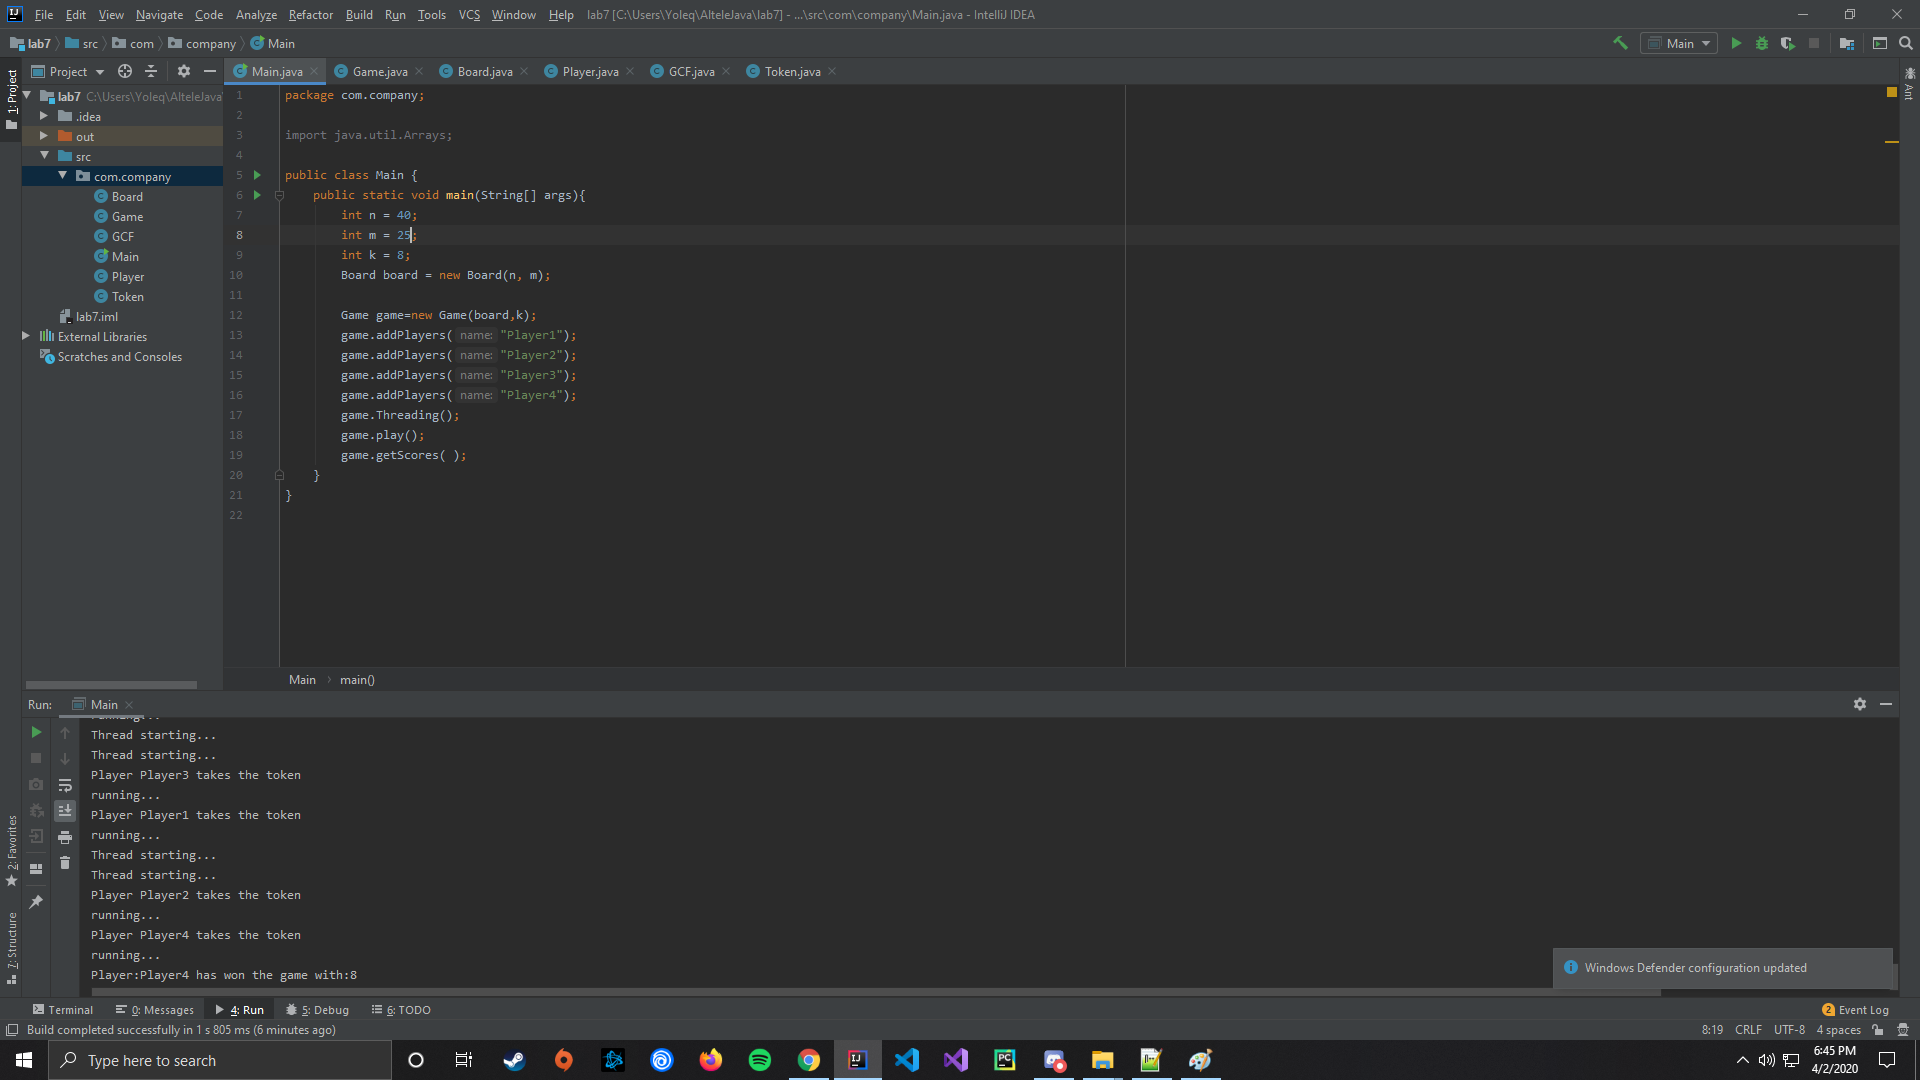 File Edit View Navigate Code Analyze Refactor Build Run Tools VCS Window Help lab7 [C:\Users\Yoleq\AlteleJava\lab7] - ...\src\com\company\Main.java - IntelliJ IDEA
lab7 src com company Main
Main
1: Project
Project
Main.java Game.java Board.java Player.java GCF.java Token.java
Ant
lab7 C:\Users\Yoleq\AlteleJava
.idea
out
src
com.company
Board
Game
GCF
Main
Player
Token
lab7.iml
External Libraries
Scratches and Consoles
1 package com.company;
2
3 import java.util.Arrays;
4
5 public class Main {
6 public static void main(String[] args){
7 int n = 40;
8 int m = 25;
9 int k = 8;
10 Board board = new Board(n, m);
11
12 Game game=new Game(board,k);
13 game.addPlayers( name: "Player1");
14 game.addPlayers( name: "Player2");
15 game.addPlayers( name: "Player3");
16 game.addPlayers( name: "Player4");
17 game.Threading();
18 game.play();
19 game.getScores( );
20 }
21 }
22
Main main()
Run: Main
running...
Thread starting...
Thread starting...
Player Player3 takes the token
running...
Player Player1 takes the token
running...
Thread starting...
Thread starting...
Player Player2 takes the token
running...
Player Player4 takes the token
running...
Player:Player4 has won the game with:8
2: Favorites
7: Structure
Windows Defender configuration updated
Terminal 0: Messages 4: Run 5: Debug 6: TODO
2 Event Log
Build completed successfully in 1 s 805 ms (6 minutes ago)
8:19 CRLF UTF-8 4 spaces
Type here to search
6:45 PM
4/2/2020